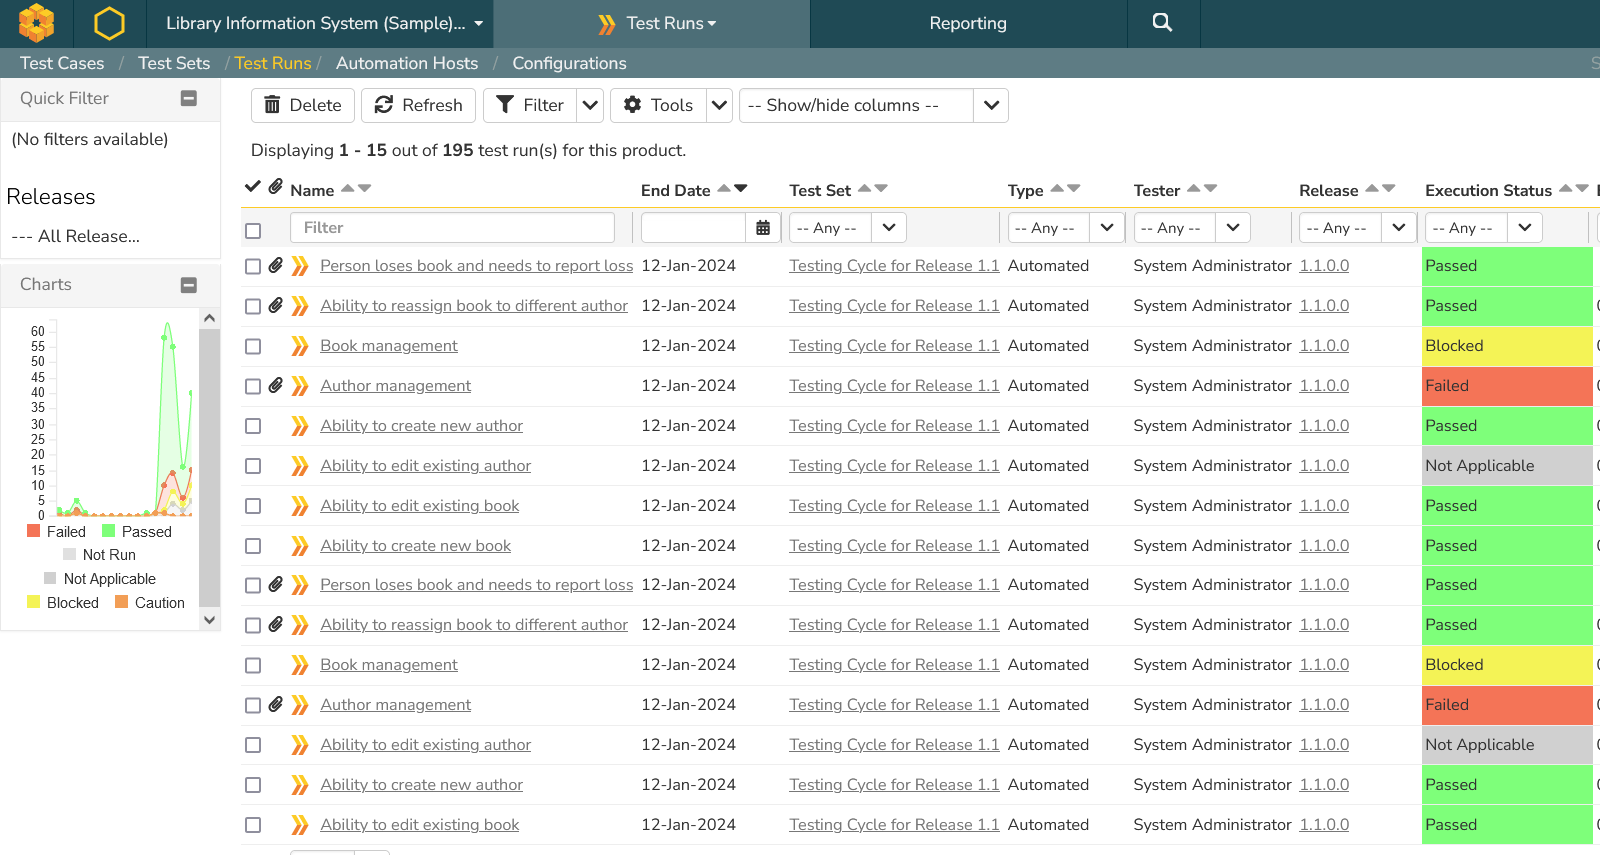 Library Information System (Sample)... Test Runs Reporting
Test Cases / Test Sets / Test Runs / Automation Hosts / Configurations
Quick Filter
(No filters available)
Releases
--- All Release...
Charts
60
55
50
45
40
35
30
25
20
15
10
5
0
Failed Passed
Not Run
Not Applicable
Blocked Caution
Delete Refresh Filter Tools -- Show/hide columns --
Displaying 1 - 15 out of 195 test run(s) for this product.
Name End Date Test Set Type Tester Release Execution Status
Filter -- Any -- -- Any -- -- Any -- -- Any -- -- Any --
Person loses book and needs to report loss 12-Jan-2024 Testing Cycle for Release 1.1 Automated System Administrator 1.1.0.0 Passed
Ability to reassign book to different author 12-Jan-2024 Testing Cycle for Release 1.1 Automated System Administrator 1.1.0.0 Passed
Book management 12-Jan-2024 Testing Cycle for Release 1.1 Automated System Administrator 1.1.0.0 Blocked
Author management 12-Jan-2024 Testing Cycle for Release 1.1 Automated System Administrator 1.1.0.0 Failed
Ability to create new author 12-Jan-2024 Testing Cycle for Release 1.1 Automated System Administrator 1.1.0.0 Passed
Ability to edit existing author 12-Jan-2024 Testing Cycle for Release 1.1 Automated System Administrator 1.1.0.0 Not Applicable
Ability to edit existing book 12-Jan-2024 Testing Cycle for Release 1.1 Automated System Administrator 1.1.0.0 Passed
Ability to create new book 12-Jan-2024 Testing Cycle for Release 1.1 Automated System Administrator 1.1.0.0 Passed
Person loses book and needs to report loss 12-Jan-2024 Testing Cycle for Release 1.1 Automated System Administrator 1.1.0.0 Passed
Ability to reassign book to different author 12-Jan-2024 Testing Cycle for Release 1.1 Automated System Administrator 1.1.0.0 Passed
Book management 12-Jan-2024 Testing Cycle for Release 1.1 Automated System Administrator 1.1.0.0 Blocked
Author management 12-Jan-2024 Testing Cycle for Release 1.1 Automated System Administrator 1.1.0.0 Failed
Ability to edit existing author 12-Jan-2024 Testing Cycle for Release 1.1 Automated System Administrator 1.1.0.0 Not Applicable
Ability to create new author 12-Jan-2024 Testing Cycle for Release 1.1 Automated System Administrator 1.1.0.0 Passed
Ability to edit existing book 12-Jan-2024 Testing Cycle for Release 1.1 Automated System Administrator 1.1.0.0 Passed